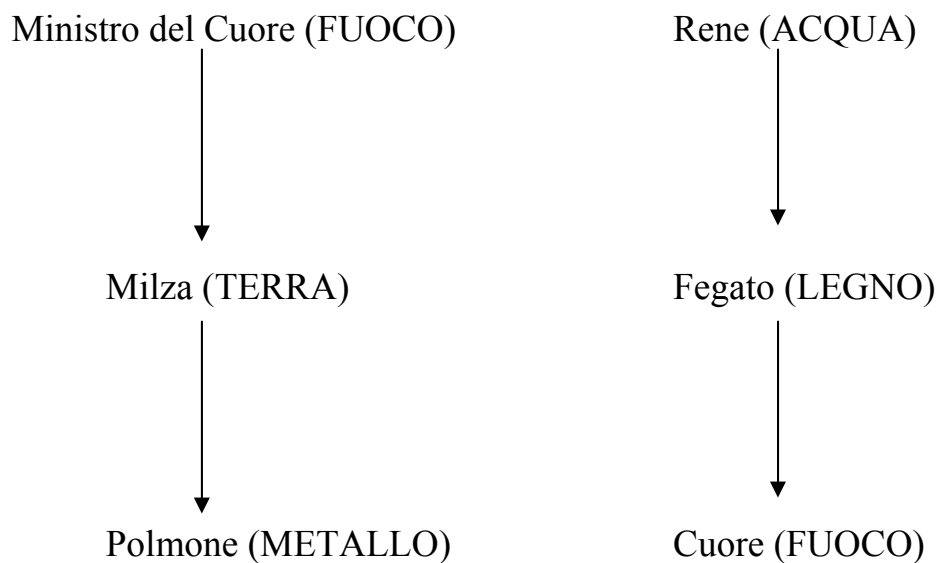 Ministro del Cuore (FUOCO) Rene (ACQUA)
Milza (TERRA) Fegato (LEGNO)
Polmone (METALLO) Cuore (FUOCO)